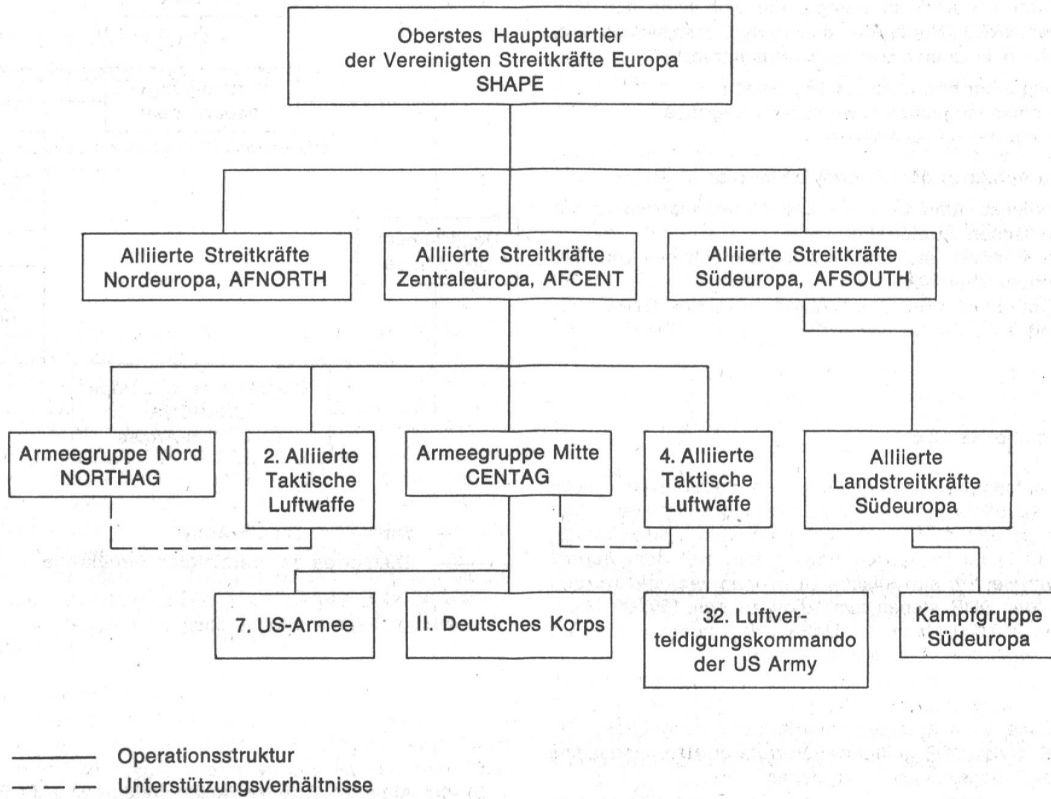 Oberstes Hauptquartier
der Vereinigten Streitkräfte Europa
SHAPE
Alliierte Streitkräfte
Nordeuropa, AFNORTH
Alliierte Streitkräfte
Zentraleuropa, AFCENT
Alliierte Streitkräfte
Südeuropa, AFSOUTH
Armeegruppe Nord
NORTHAG
2. Alliierte
Taktische
Luftwaffe
Armeegruppe Mitte
CENTAG
4. Alliierte
Taktische
Luftwaffe
Alliierte
Landstreitkräfte
Südeuropa
7. US-Armee
II. Deutsches Korps
32. Luftver-
teidigungskommando
der US Army
Kampfgruppe
Südeuropa
Operationsstruktur
Unterstützungsverhältnisse